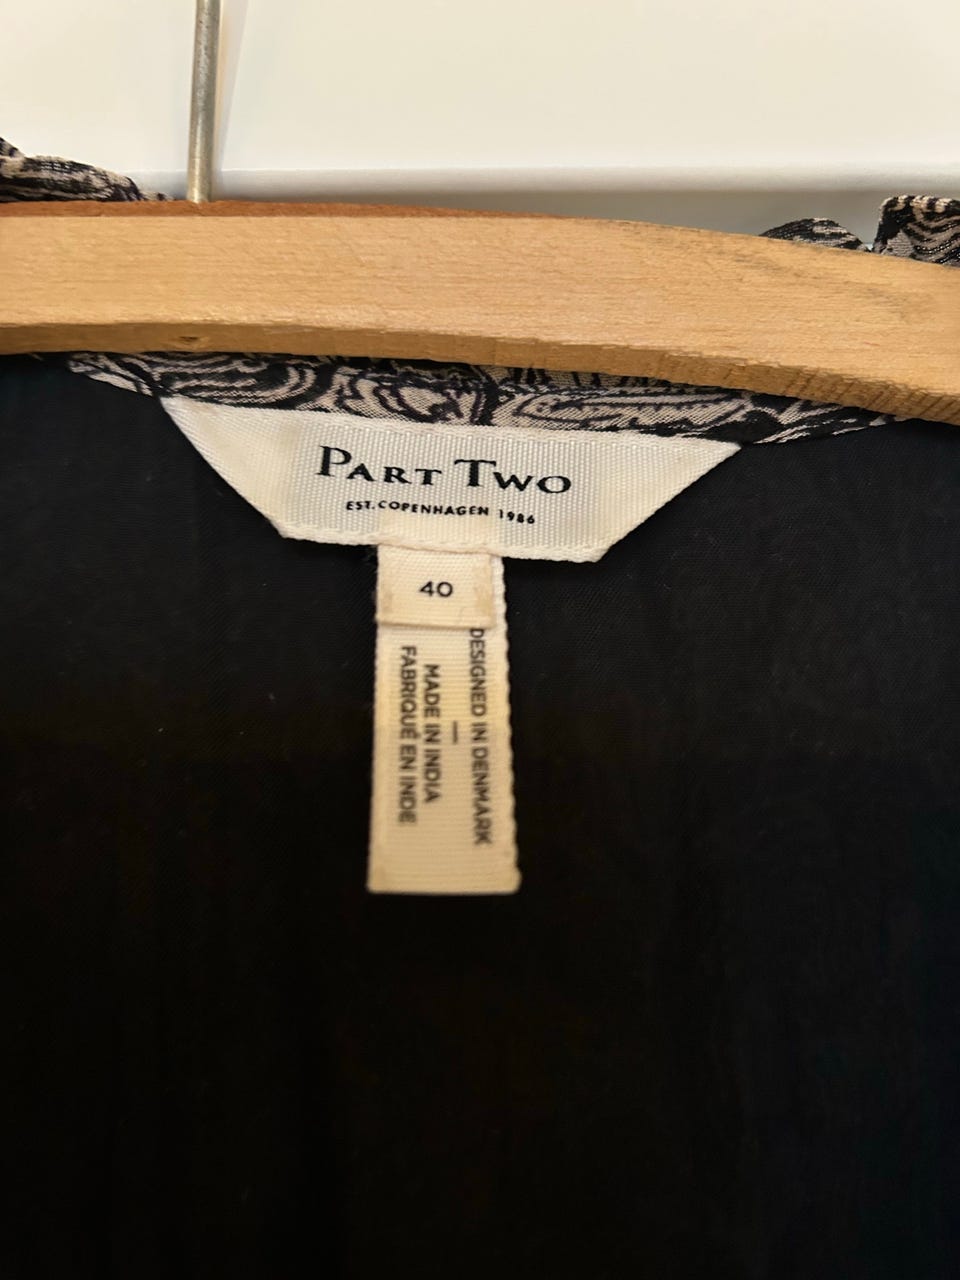 PART TWO
EST. COPENHAGEN 1986
40
DESIGNED IN DENMARK
—
MADE IN INDIA
FABRIQUÉ EN INDE